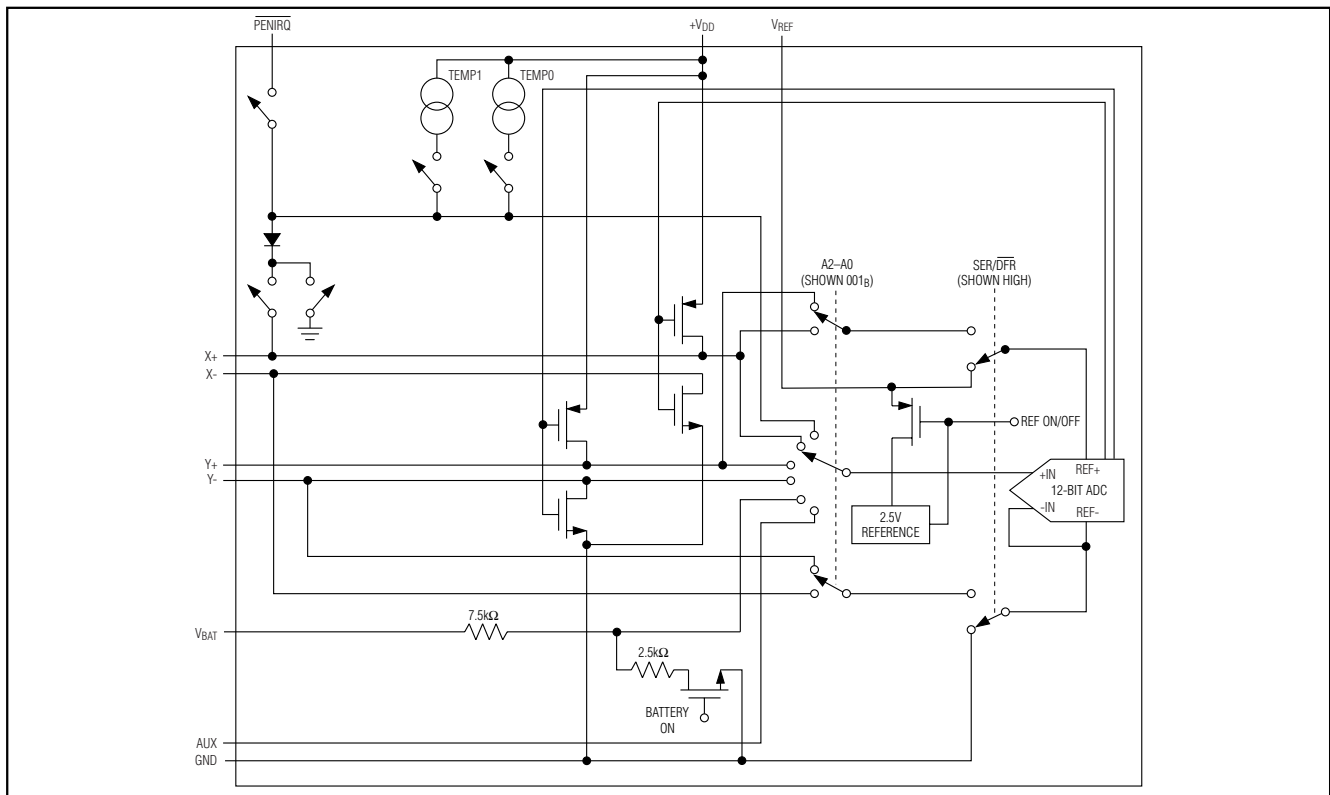 PENIRQ
+VDD
VREF
TEMP1
TEMP0
A2–A0
(SHOWN 001B)
SER/DFR
(SHOWN HIGH)
X+
X-
REF ON/OFF
Y+
Y-
+IN
REF+
12-BIT ADC
-IN
REF-
2.5V
REFERENCE
7.5kΩ
VBAT
2.5kΩ
BATTERY
ON
AUX
GND